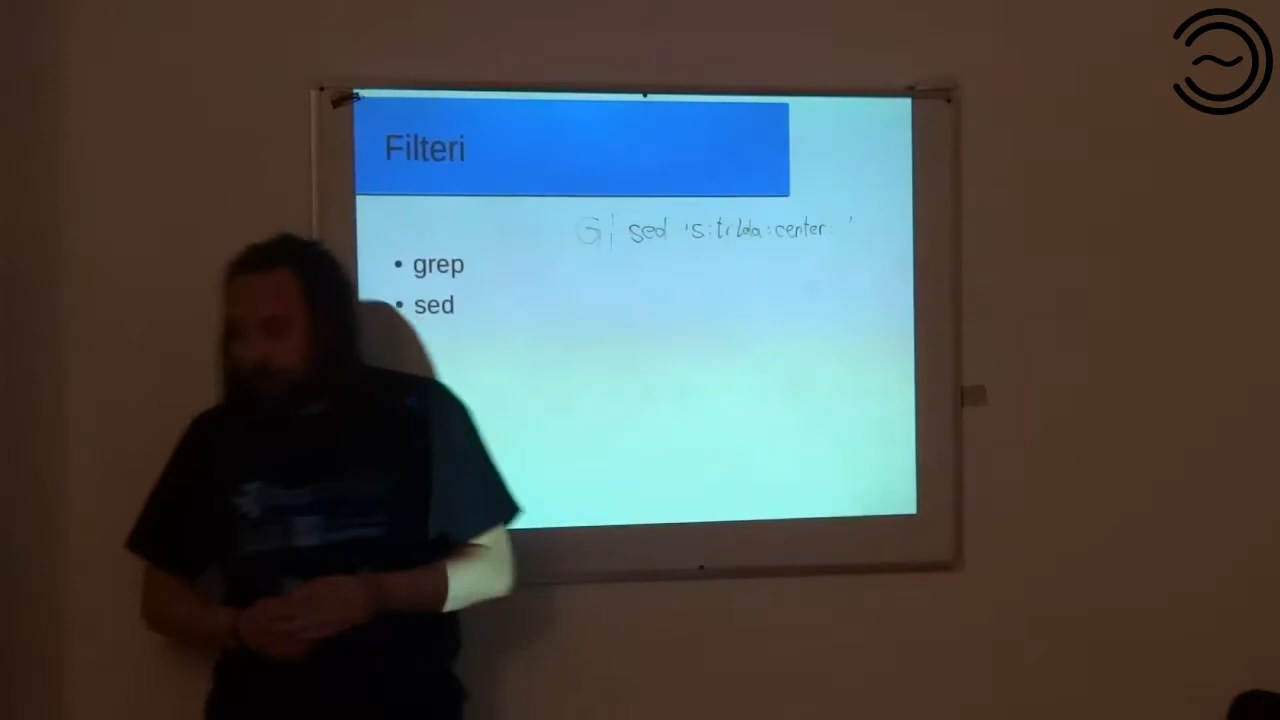 Filteri
G| sed 's:tilda:center: '
• grep
• sed